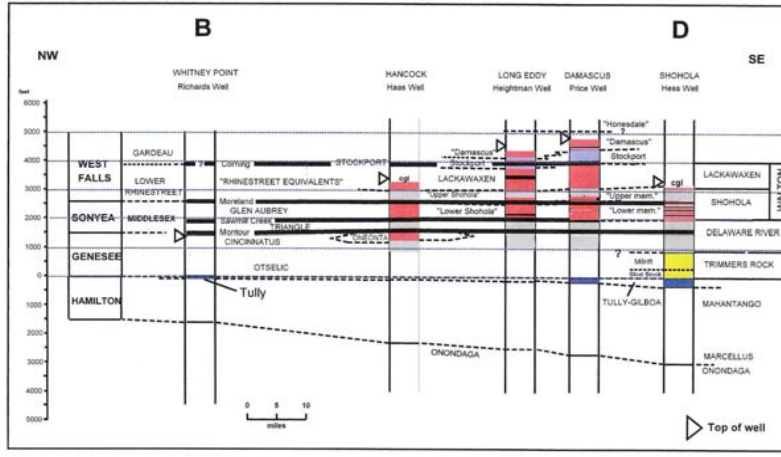 B
D
NW
SE
WHITNEY POINT
Richards Well
HANCOCK
Haas Well
LONG EDDY
Heightman Well
DAMASCUS
Price Well
SHOHOLA
Hess Well
feet
6000
5000
4000
3000
2000
1000
0
1000
2000
3000
4000
5000
WEST
FALLS
SONYEA
GENESEE
HAMILTON
GARDEAU
LOWER
RHINESTREET
MIDDLESEX
?
Corning
STOCKPORT
"RHINESTREET EQUIVALENTS"
Moreland
GLEN AUBREY
Sawmill Creek
TRIANGLE
Montour
CINCINNATUS
ONEONTA
OTSELIC
Tully
cgl
"Damascus"
Stockport
LACKAWAXEN
"Upper Shohola"
"Lower Shohola"
"Honesdale"
?
"Damascus"
Stockport
cgl
"Upper mem."
"Lower mem."
LACKAWAXEN
SHOHOLA
DELAWARE RIVER
?
Millrift
TRIMMERS ROCK
TULLY-GILBOA
MAHANTANGO
ONONDAGA
MARCELLUS
ONONDAGA
0 5 10
miles
Top of well